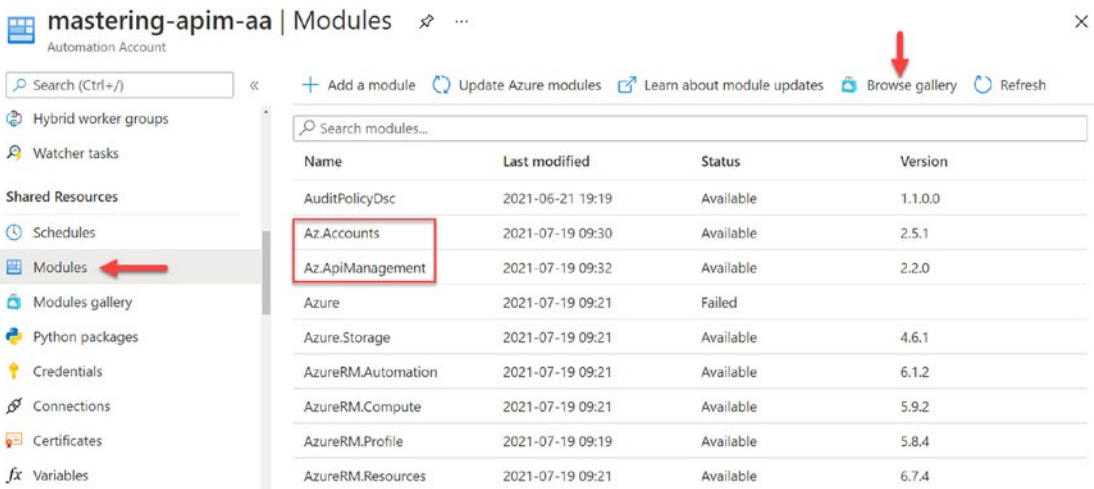 mastering-apim-aa | Modules ...
Automation Account
Search (Ctrl+/) «
Hybrid worker groups
Watcher tasks
Shared Resources
Schedules
Modules
Modules gallery
Python packages
Credentials
Connections
Certificates
fx Variables
Add a module Update Azure modules Learn about module updates Browse gallery Refresh
Search modules...
Name Last modified Status Version
AuditPolicyDsc 2021-06-21 19:19 Available 1.1.0.0
Az.Accounts 2021-07-19 09:30 Available 2.5.1
Az.ApiManagement 2021-07-19 09:32 Available 2.2.0
Azure 2021-07-19 09:21 Failed
Azure.Storage 2021-07-19 09:21 Available 4.6.1
AzureRM.Automation 2021-07-19 09:21 Available 6.1.2
AzureRM.Compute 2021-07-19 09:21 Available 5.9.2
AzureRM.Profile 2021-07-19 09:19 Available 5.8.4
AzureRM.Resources 2021-07-19 09:21 Available 6.7.4